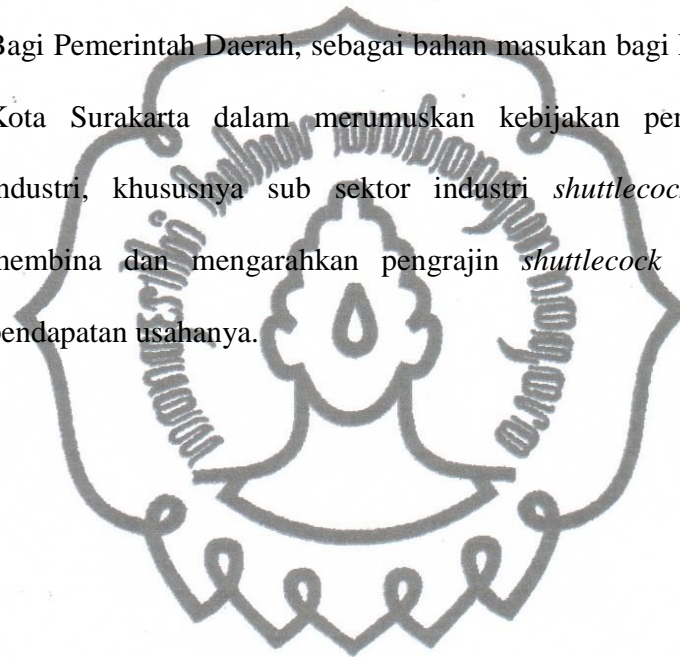 Bagi Pemerintah Daerah, sebagai bahan masukan bagi
Kota Surakarta dalam merumuskan kebijakan
industri, khususnya sub sektor industri shuttlecock
membina dan mengarahkan pengrajin shuttlecock
pendapatan usahanya.